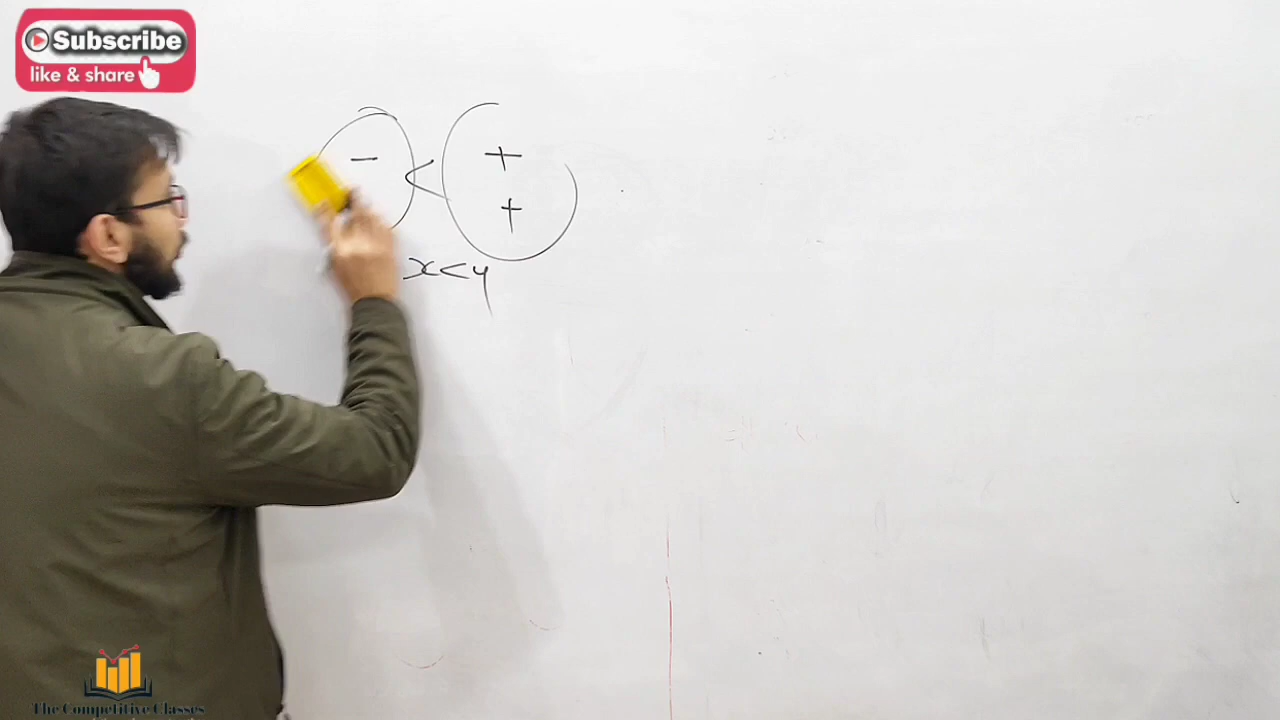 Subscribe
like & share
- < +
+
x<y
The Competitive Classes